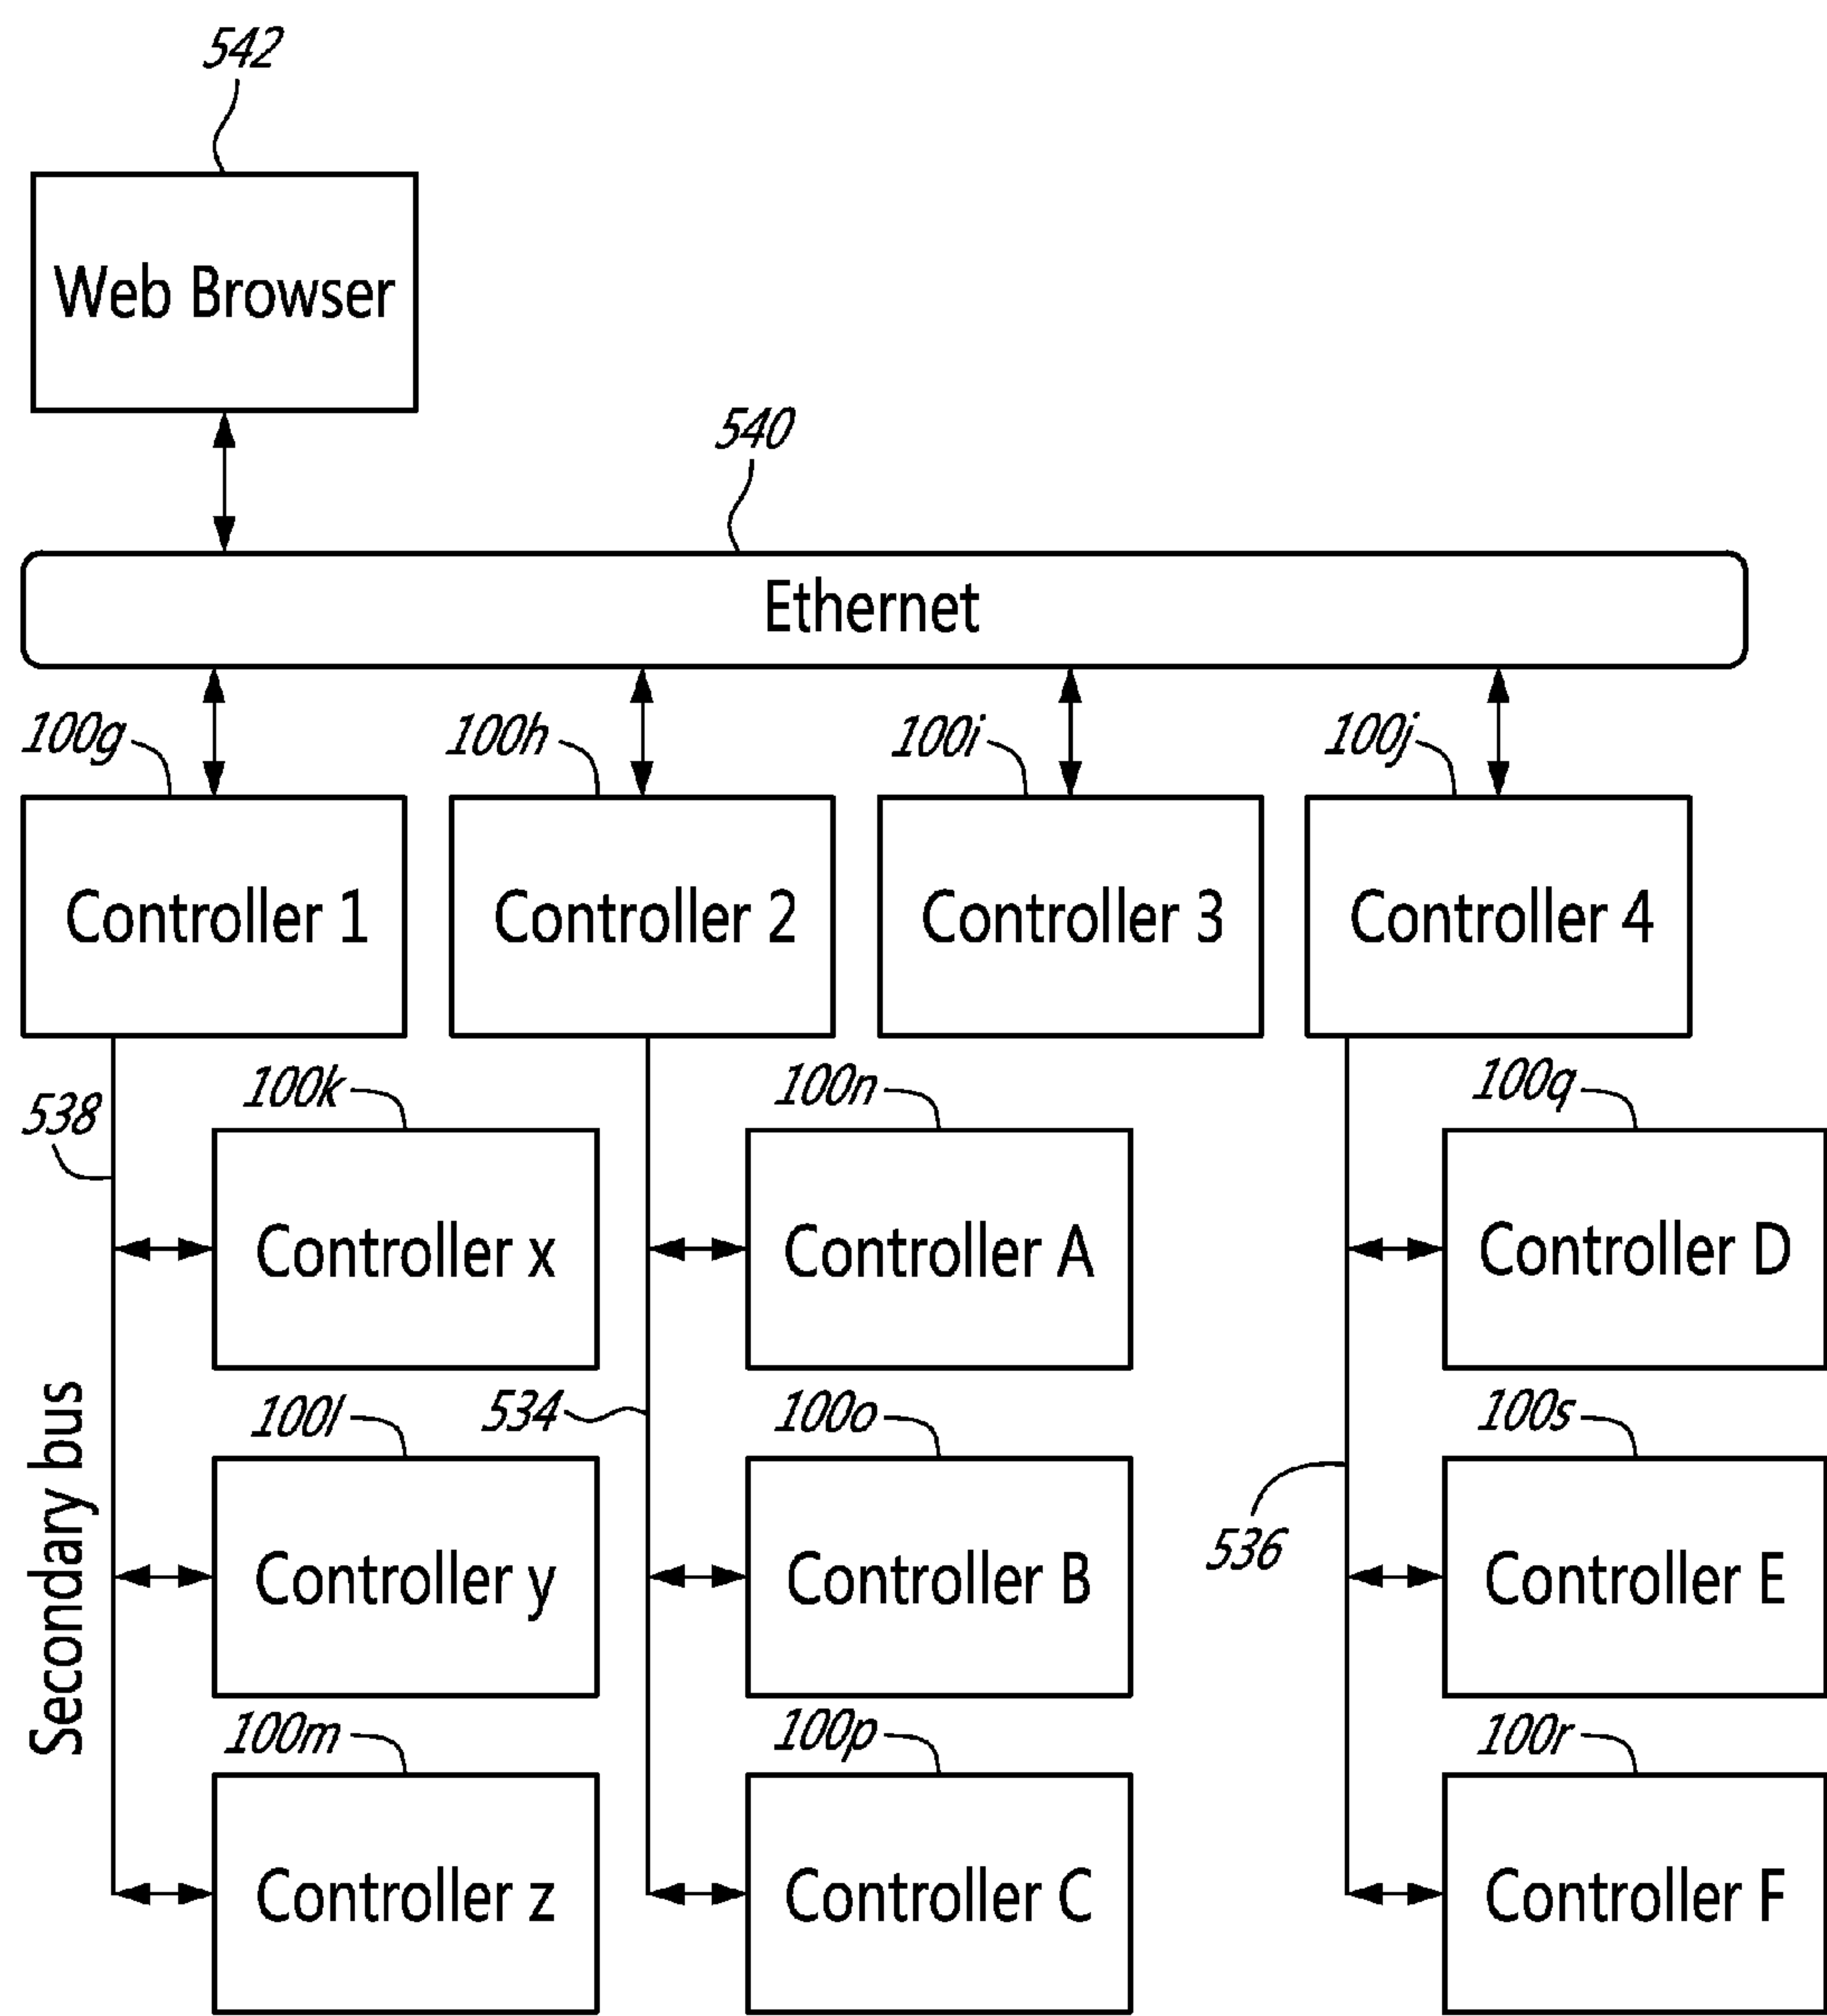 542
Web Browser
540
Ethernet
100g
100h
100i
100j
Controller 1
Controller 2
Controller 3
Controller 4
538
100k
100n
100q
Controller x
Controller A
Controller D
Secondary bus
534
100l
100o
100s
536
Controller y
Controller B
Controller E
100m
100p
100r
Controller z
Controller C
Controller F